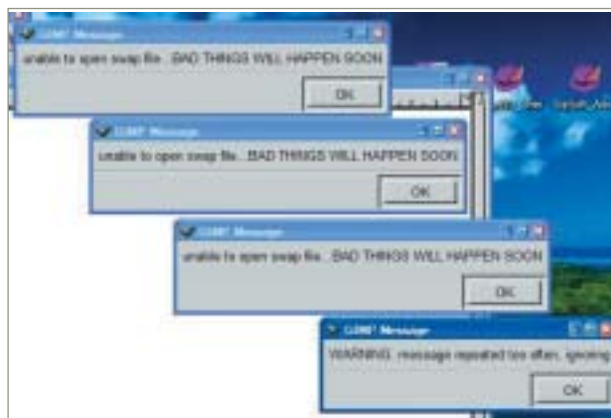 GIMP Message
unable to open swap file...BAD THINGS WILL HAPPEN SOON
OK
GIMP Message
unable to open swap file...BAD THINGS WILL HAPPEN SOON
OK
GIMP Message
unable to open swap file...BAD THINGS WILL HAPPEN SOON
OK
GIMP Message
WARNING: message repeated too often, ignoring
OK